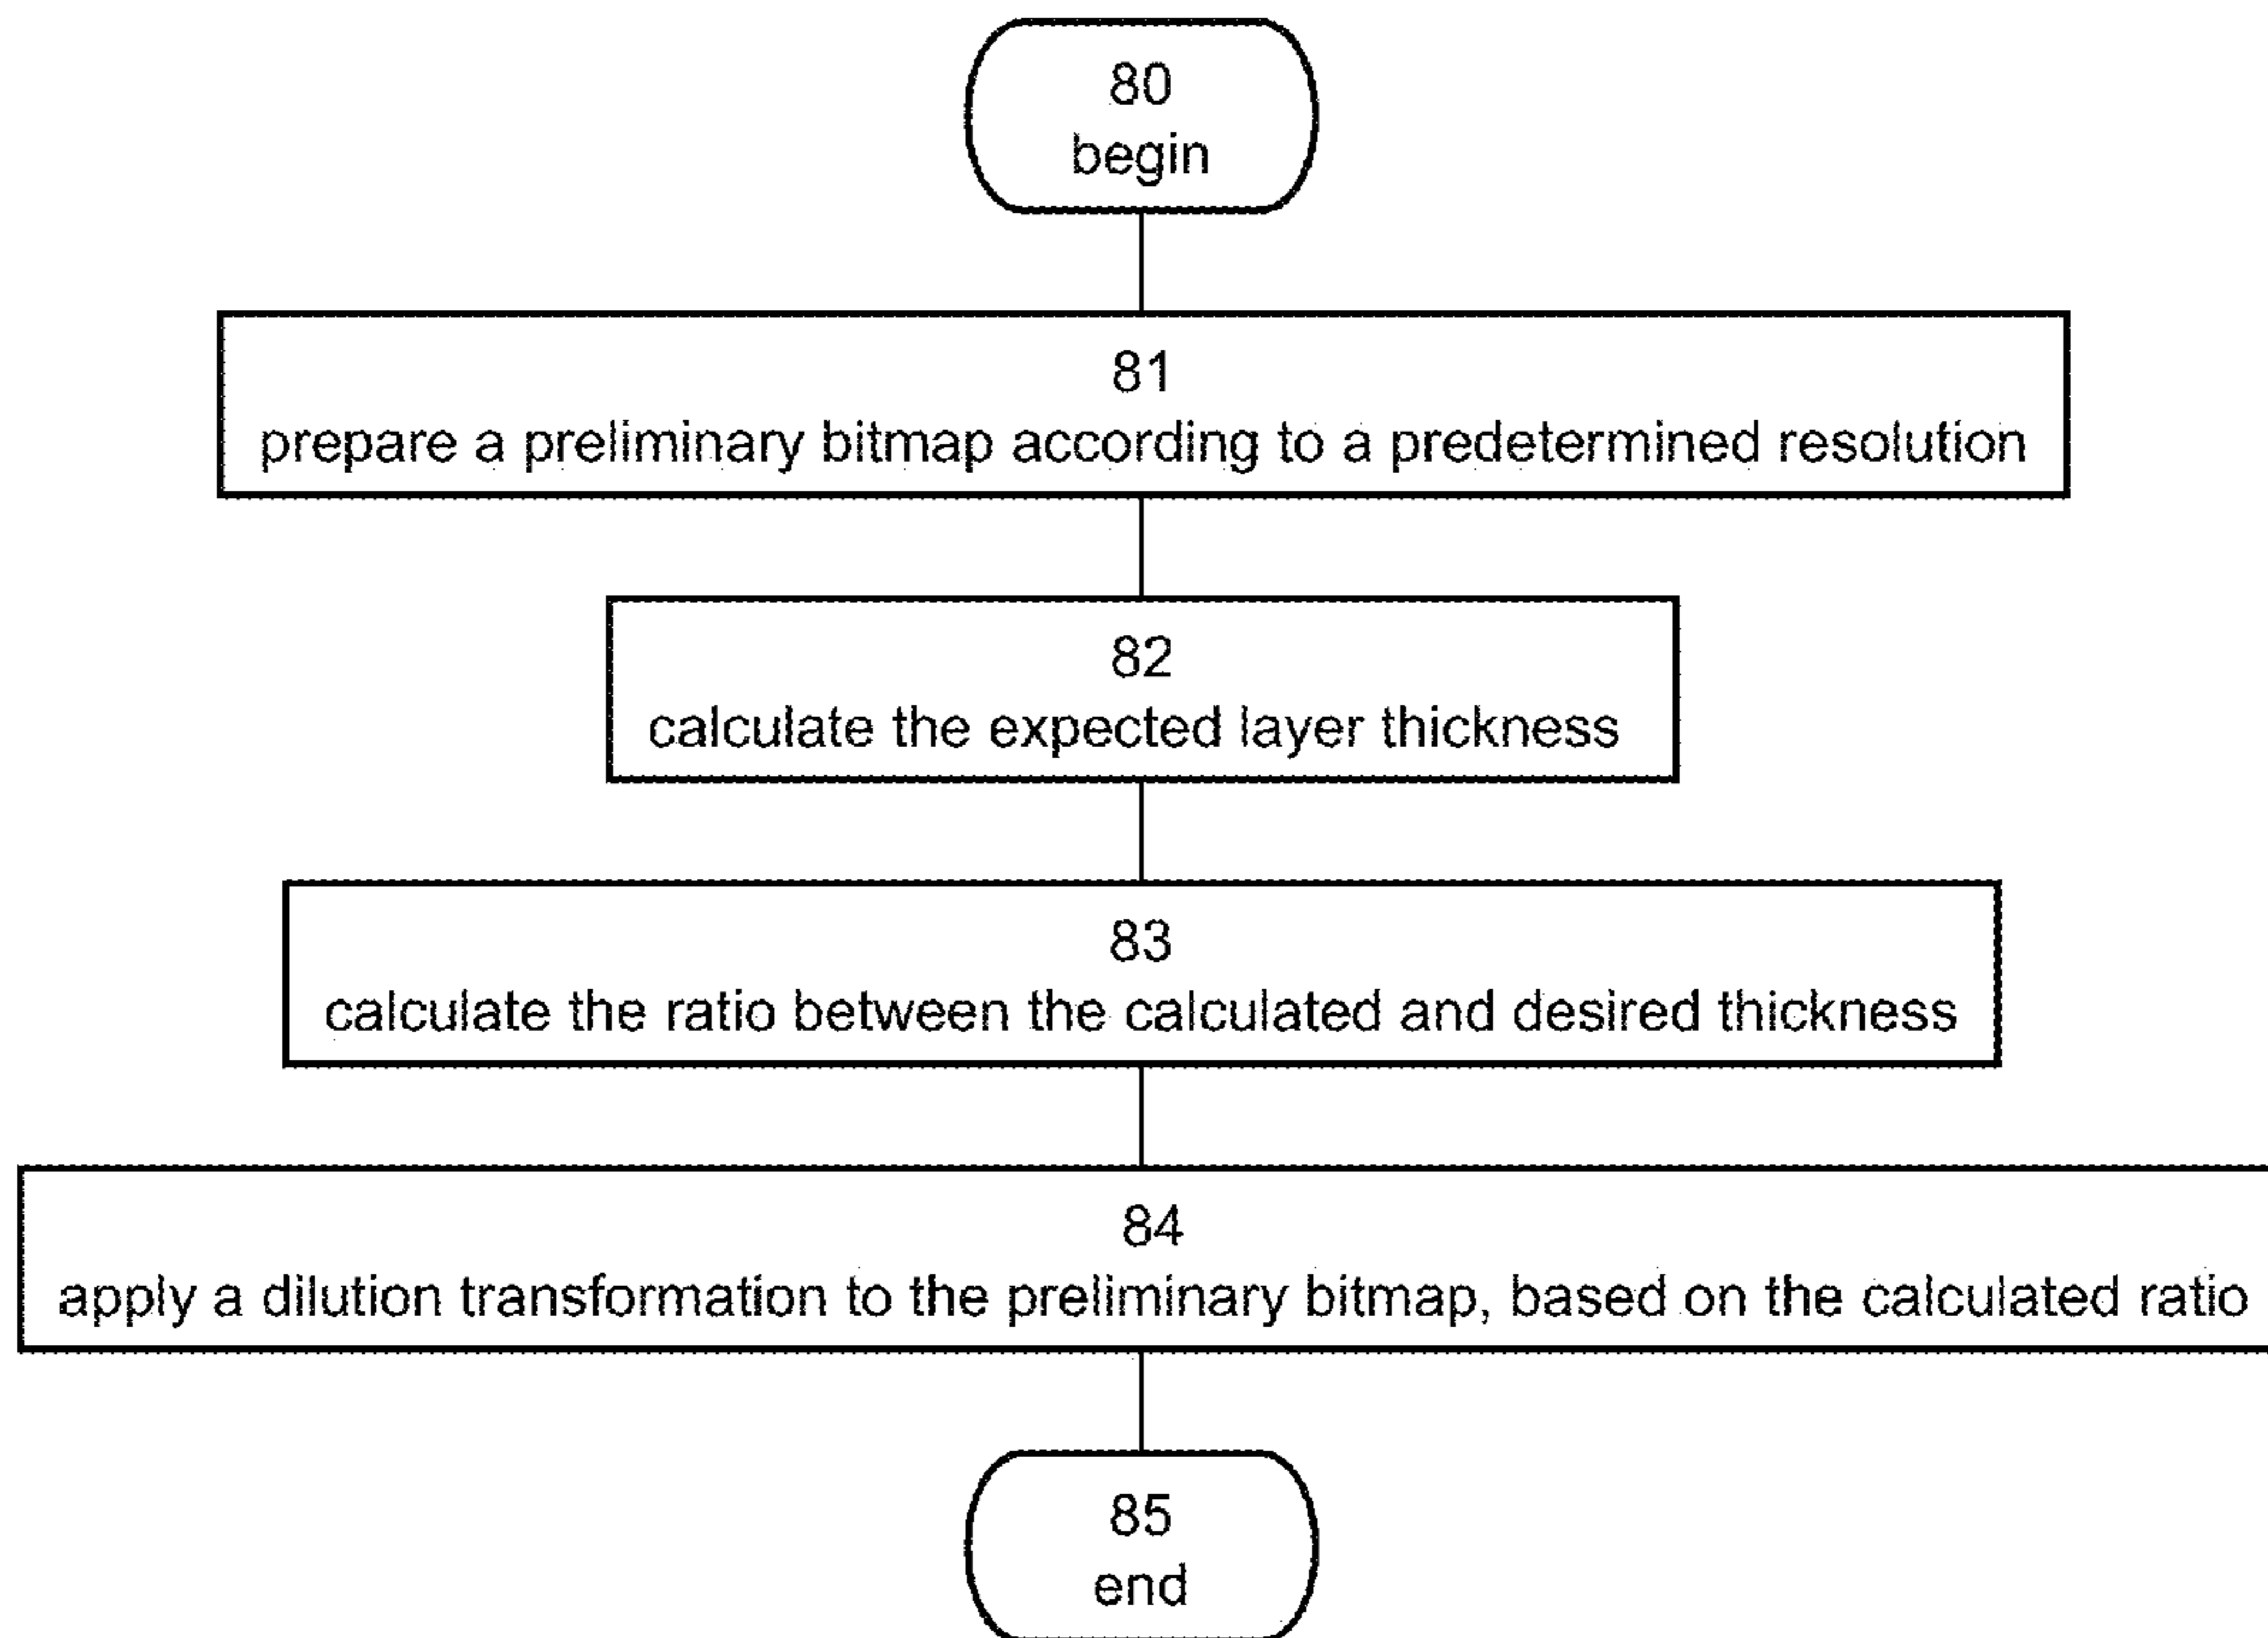 80
begin
81
prepare a preliminary bitmap according to a predetermined resolution
82
calculate the expected layer thickness
83
calculate the ratio between the calculated and desired thickness
84
apply a dilution transformation to the preliminary bitmap, based on the calculated ratio
85
end